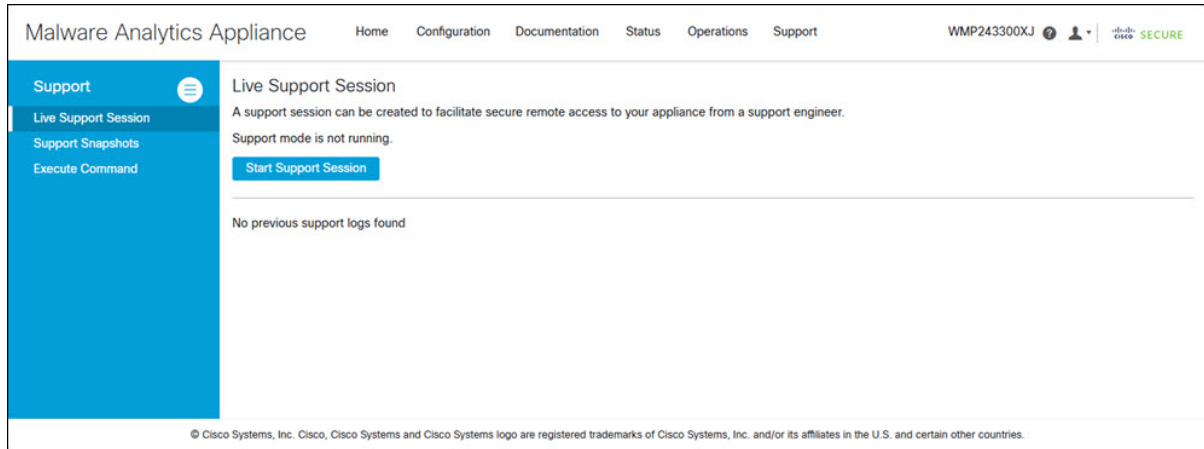 Malware Analytics Appliance
Home Configuration Documentation Status Operations Support
WMP243300XJ ? CISCO SECURE
Support
Live Support Session
Support Snapshots
Execute Command
Live Support Session
A support session can be created to facilitate secure remote access to your appliance from a support engineer.
Support mode is not running.
Start Support Session
No previous support logs found
© Cisco Systems, Inc. Cisco, Cisco Systems and Cisco Systems logo are registered trademarks of Cisco Systems, Inc. and/or its affiliates in the U.S. and certain other countries.